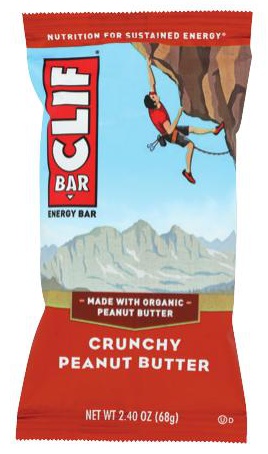 NUTRITION FOR SUSTAINED ENERGY®
CLIF
BAR
ENERGY BAR
MADE WITH ORGANIC
PEANUT BUTTER
CRUNCHY
PEANUT BUTTER
NET WT 2.40 OZ (68g)
U D